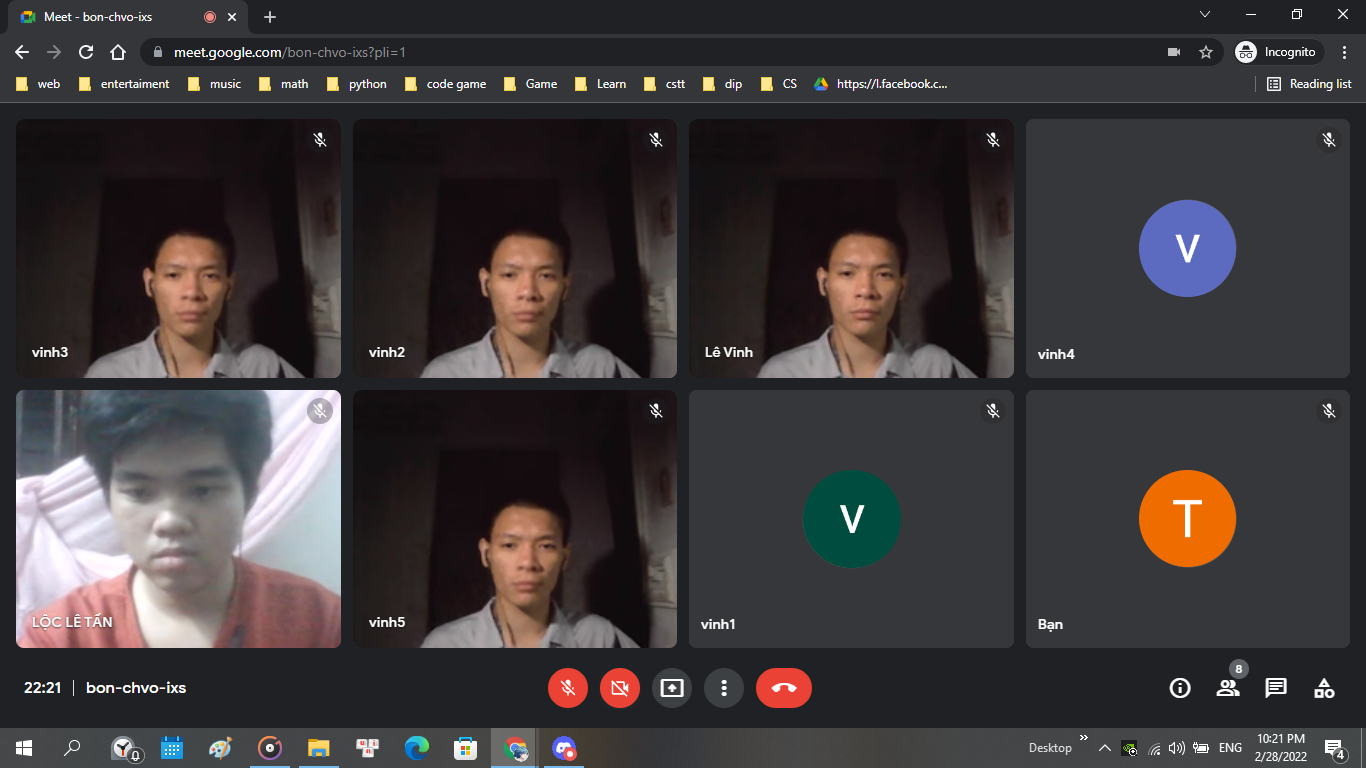 Meet - bon-chvo-ixs
meet.google.com/bon-chvo-ixs?pli=1
Incognito
web entertaiment music math python code game Game Learn cstt dip CS https://l.facebook.c... Reading list
vinh3
vinh2
Lê Vinh
V
vinh4
LỘC LÊ TẤN
vinh5
V
vinh1
T
Bạn
22:21 | bon-chvo-ixs
8
Desktop
ENG
10:21 PM
2/28/2022
4